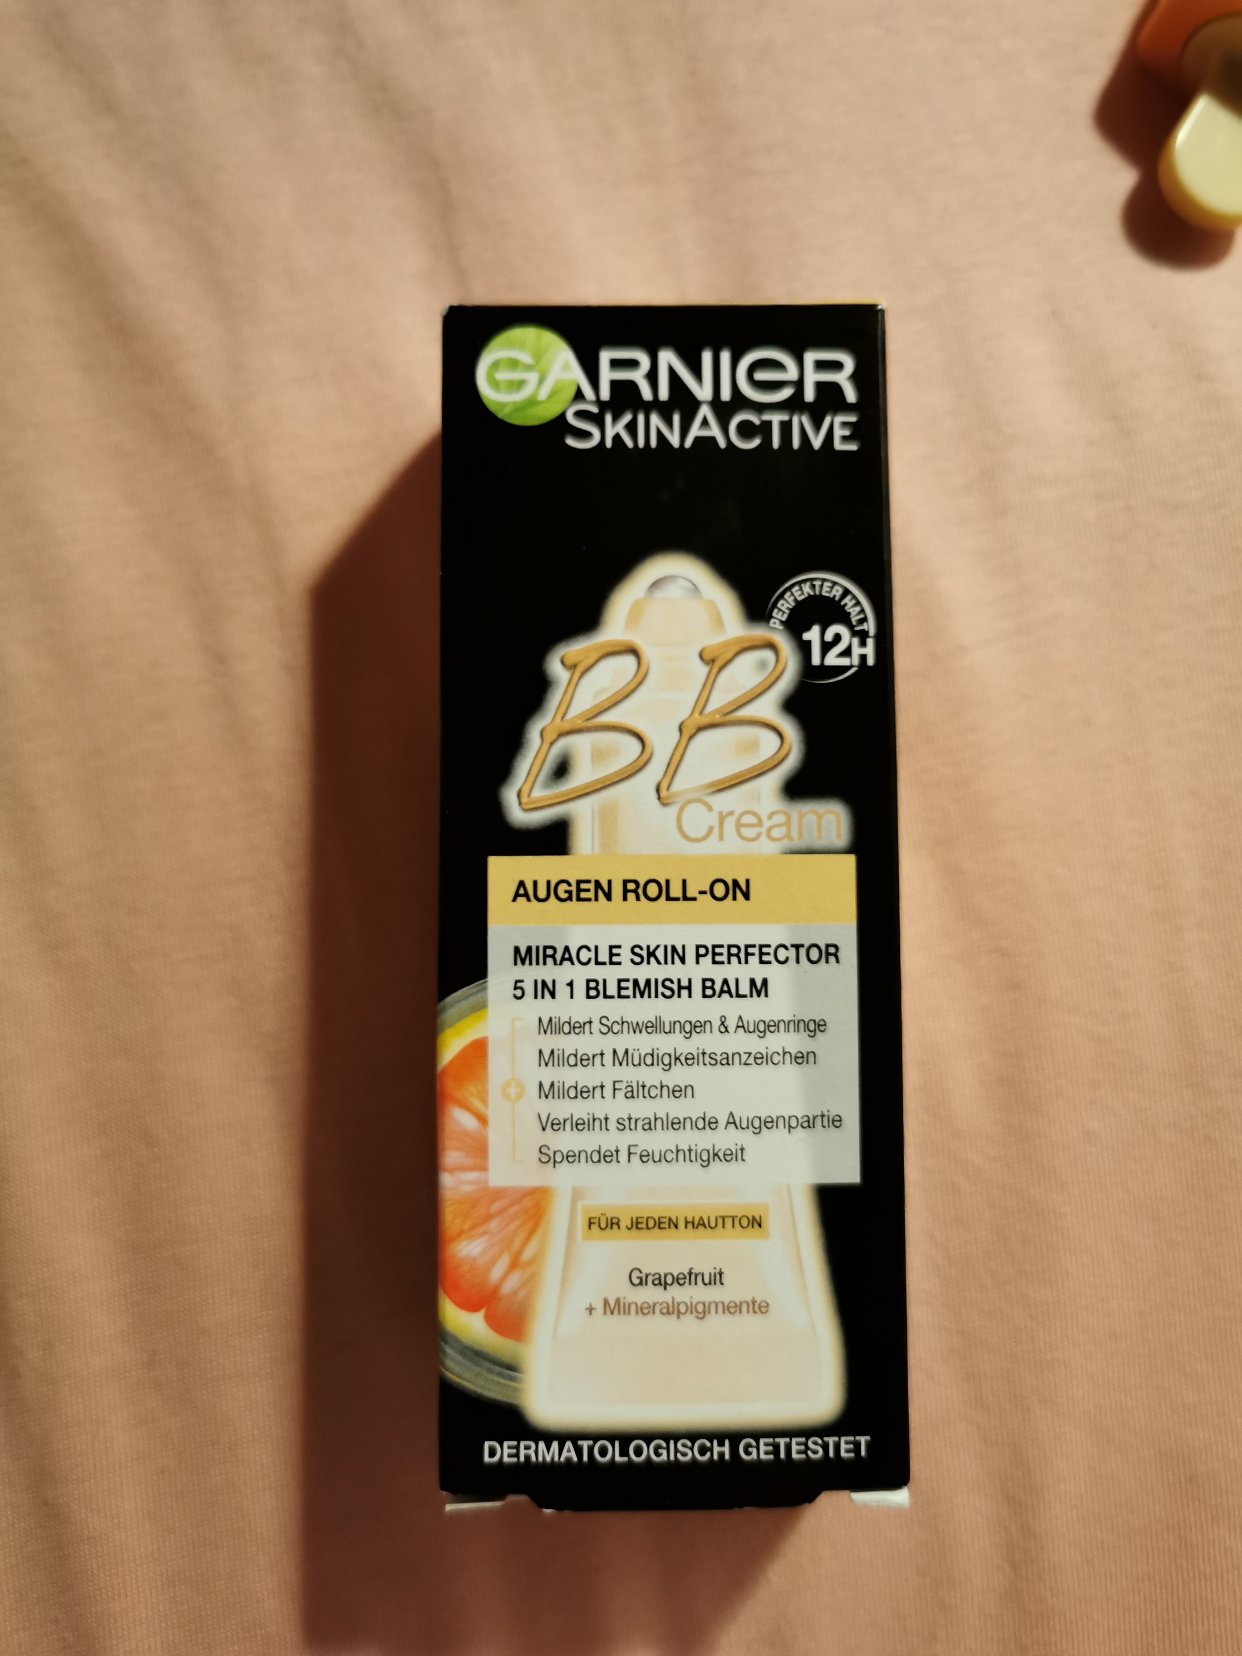 GARNIER
SKINACTIVE
PERFEKTER HALT
12H
BB
Cream
AUGEN ROLL-ON
MIRACLE SKIN PERFECTOR
5 IN 1 BLEMISH BALM
Mildert Schwellungen & Augenringe
Mildert Müdigkeitsanzeichen
+ Mildert Fältchen
Verleiht strahlende Augenpartie
Spendet Feuchtigkeit
FÜR JEDEN HAUTTON
Grapefruit
+ Mineralpigmente
DERMATOLOGISCH GETESTET